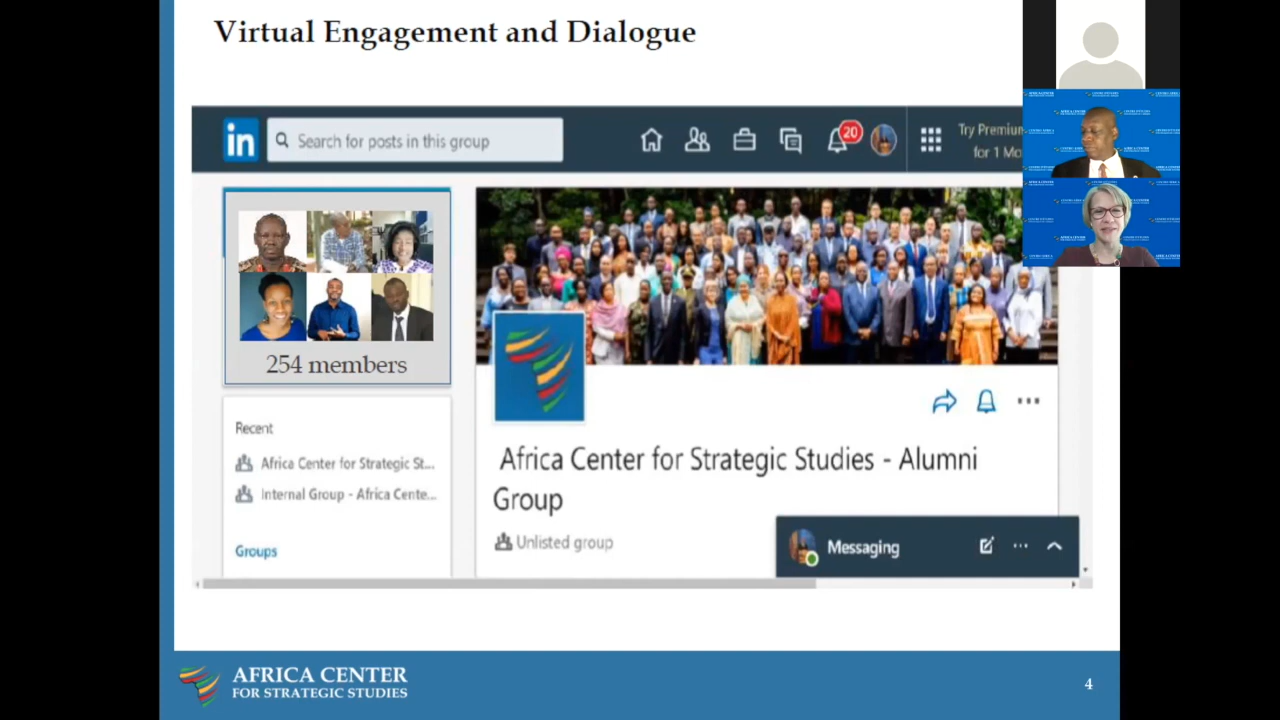 Virtual Engagement and Dialogue
in
Search for posts in this group
20
Try Premium
for 1 Mo
254 members
Recent
Africa Center for Strategic St...
Internal Group - Africa Cente...
Groups
Africa Center for Strategic Studies - Alumni
Group
Unlisted group
Messaging
AFRICA CENTER
FOR STRATEGIC STUDIES
4